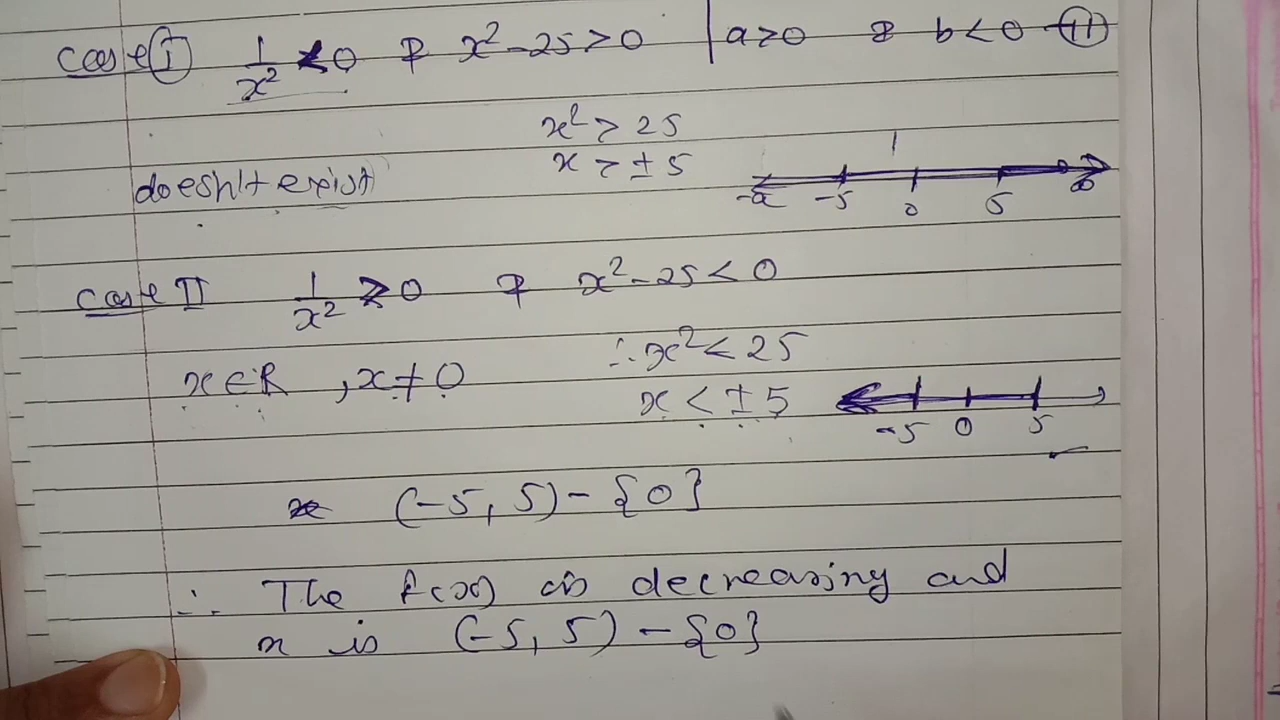 Case I 1/x² < 0 & x² - 25 > 0 | a > 0 & b < 0 - II
x² > 25
x > ± 5
doesn't exist
-∞ -5 0 5 ∞
Case II 1/x² > 0 & x² - 25 < 0
∴ x² < 25
x ∈ R , x ≠ 0
x < ± 5
-5 0 5
x (-5, 5) - {0}
∴ The f(x) is decreasing and
x is (-5, 5) - {0}